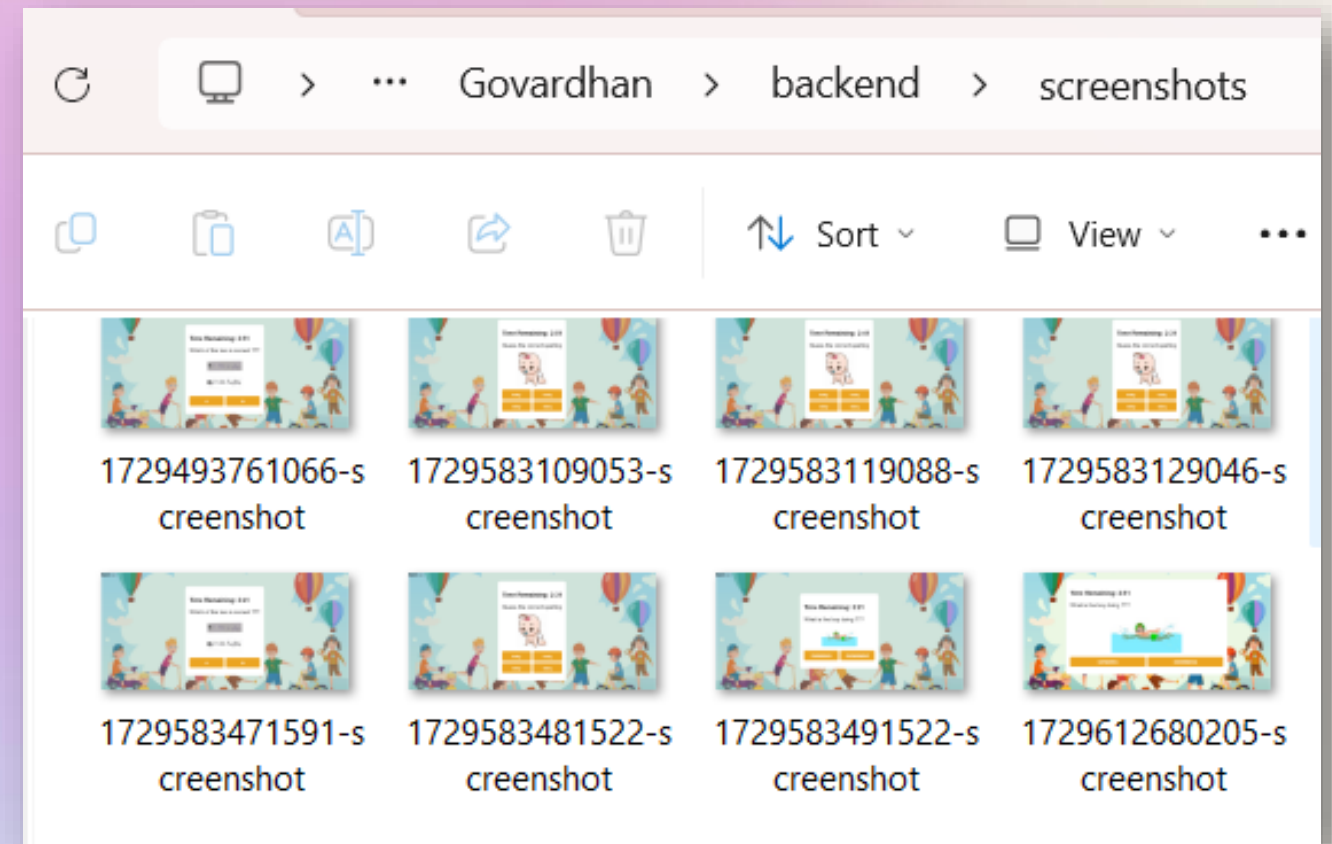 Govardhan > backend > screenshots
Sort View
1729493761066-s 1729583109053-s 1729583119088-s 1729583129046-s
creenshot creenshot creenshot creenshot
1729583471591-s 1729583481522-s 1729583491522-s 1729612680205-s
creenshot creenshot creenshot creenshot